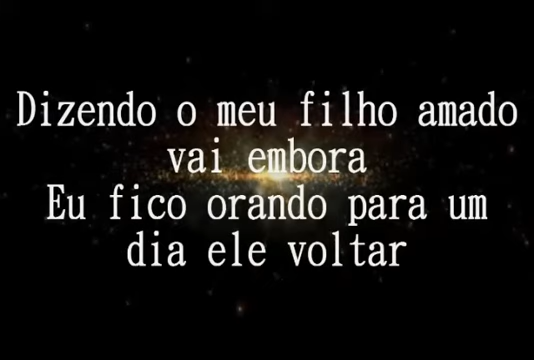 Dizendo o meu filho amado
vai embora
Eu fico orando para um
dia ele voltar